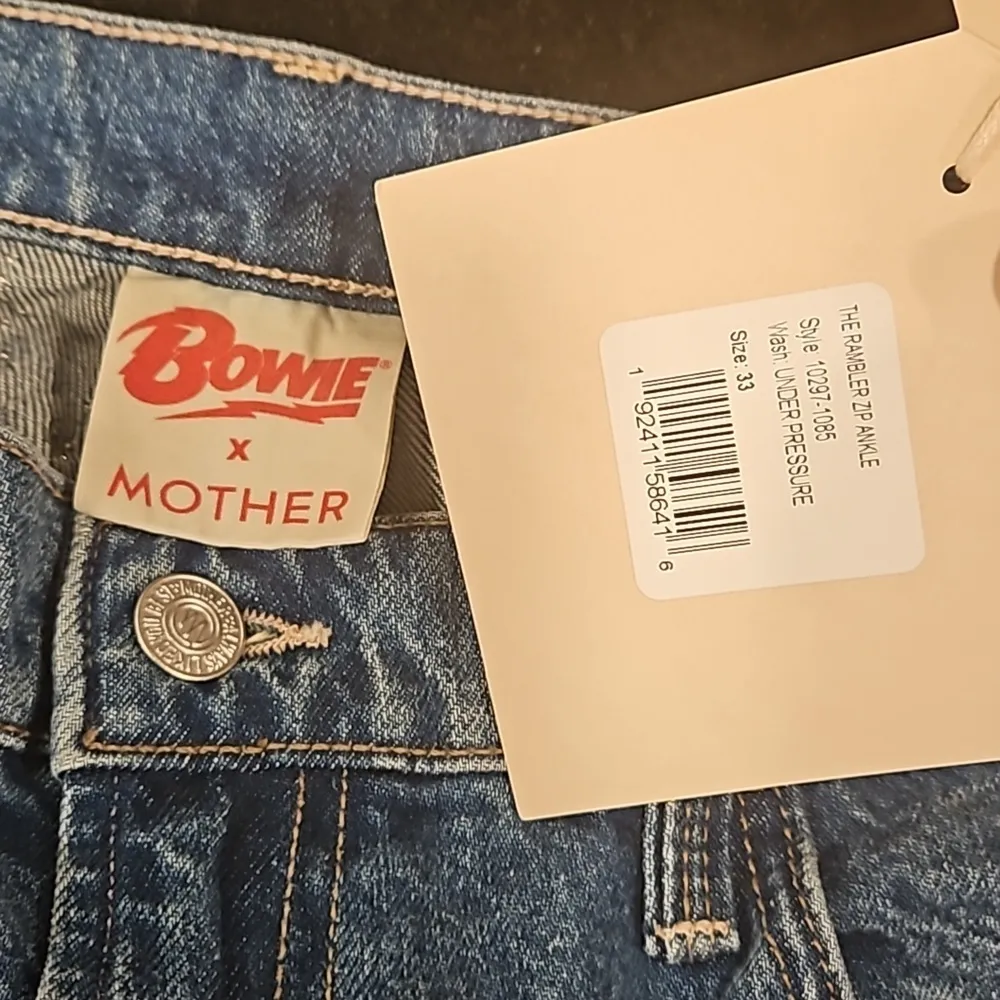 BOWIE®
x
MOTHER
THE RAMBLER ZIP ANKLE
Style: 10297-1085
Wash: UNDER PRESSURE
Size: 33
1 92411 58641 6